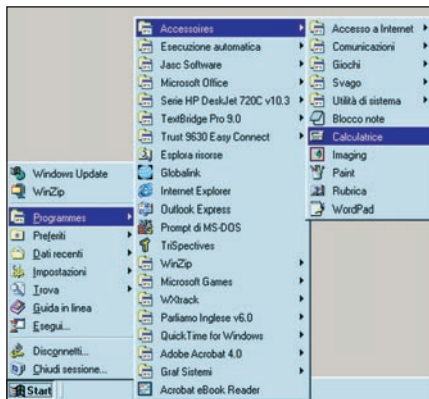 Windows Update
WinZip
Programmes
Preferiti
Dati recenti
Impostazioni
Trova
Guida in linea
Esegui...
Disconnetti...
Chiudi sessione...
Start
Accessoires
Esecuzione automatica
Jasc Software
Microsoft Office
Serie HP DeskJet 720C v10.3
TextBridge Pro 9.0
Trust 9630 Easy Connect
Esplora risorse
Globalink
Internet Explorer
Outlook Express
Prompt di MS-DOS
TriSpectives
WinZip
Microsoft Games
WXtrack
Parliamo Inglese v6.0
QuickTime for Windows
Adobe Acrobat 4.0
Graf Sistemi
Acrobat eBook Reader
Accesso a Internet
Comunicazioni
Giochi
Svago
Utilità di sistema
Blocco note
Calculatrice
Imaging
Paint
Rubrica
WordPad